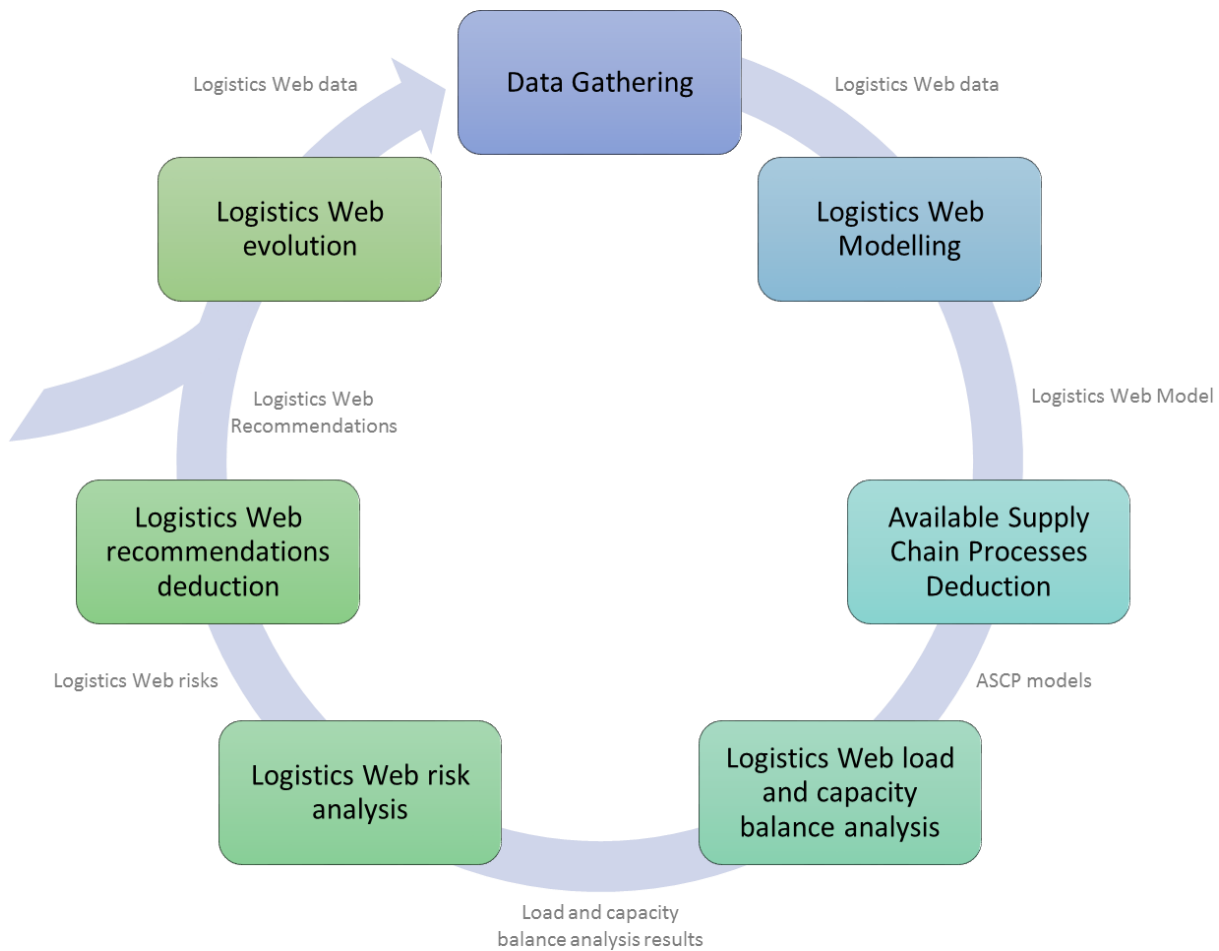 Data Gathering
Logistics Web data
Logistics Web
Modelling
Logistics Web Model
Available Supply
Chain Processes
Deduction
ASCP models
Logistics Web load
and capacity
balance analysis
Load and capacity
balance analysis results
Logistics Web risk
analysis
Logistics Web risks
Logistics Web
recommendations
deduction
Logistics Web
Recommendations
Logistics Web
evolution
Logistics Web data